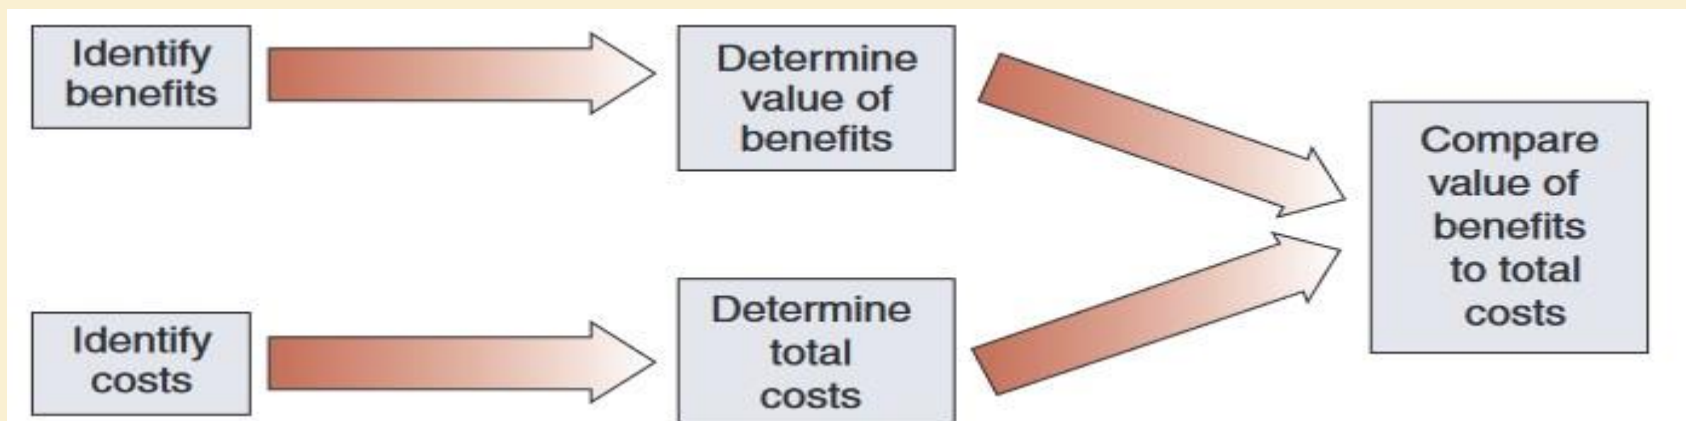 Identify
benefits
Determine
value of
benefits
Compare
value of
benefits
to total
costs
Identify
costs
Determine
total
costs